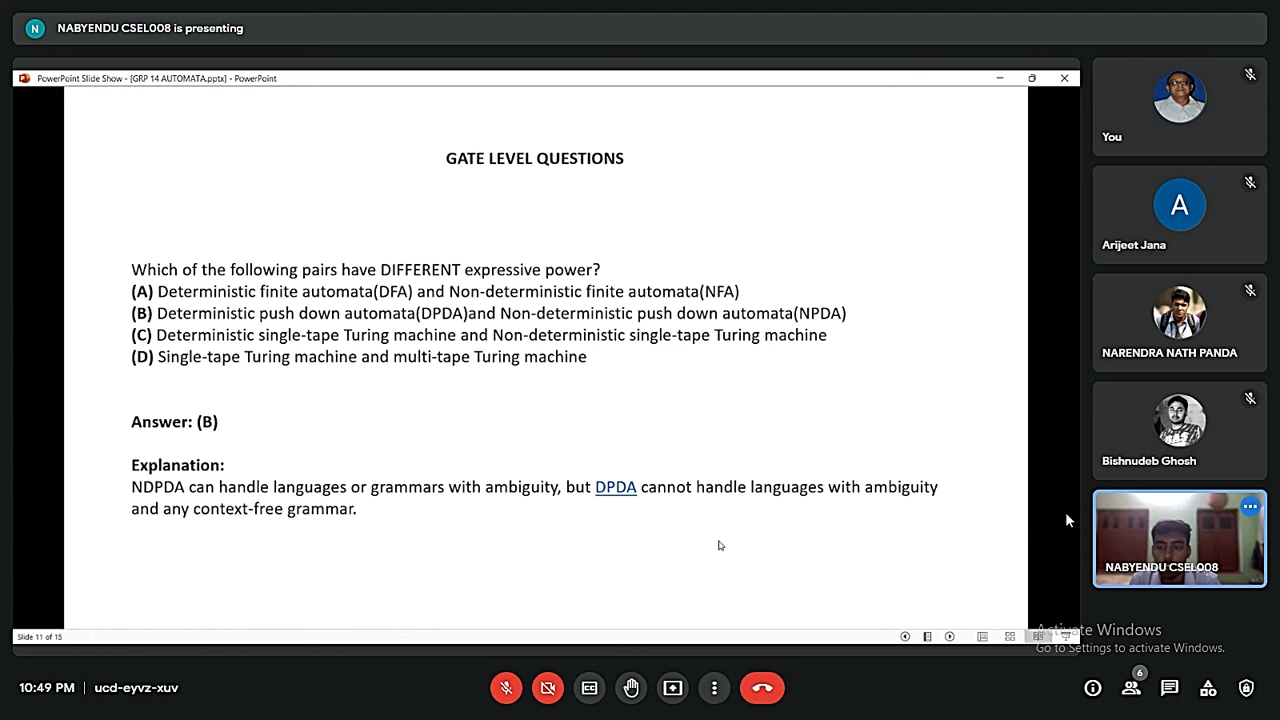 N
NABYENDU CSEL008 is presenting
PowerPoint Slide Show - [GRP 14 AUTOMATA.pptx] - PowerPoint
GATE LEVEL QUESTIONS
Which of the following pairs have DIFFERENT expressive power?
(A) Deterministic finite automata(DFA) and Non-deterministic finite automata(NFA)
(B) Deterministic push down automata(DPDA)and Non-deterministic push down automata(NPDA)
(C) Deterministic single-tape Turing machine and Non-deterministic single-tape Turing machine
(D) Single-tape Turing machine and multi-tape Turing machine
Answer: (B)
Explanation:
NDPDA can handle languages or grammars with ambiguity, but DPDA cannot handle languages with ambiguity
and any context-free grammar.
Slide 11 of 15
You
A
Arijeet Jana
NARENDRA NATH PANDA
Bishnudeb Ghosh
NABYENDU CSEL008
Activate Windows
Go to Settings to activate Windows.
10:49 PM | ucd-eyvz-xuv
6